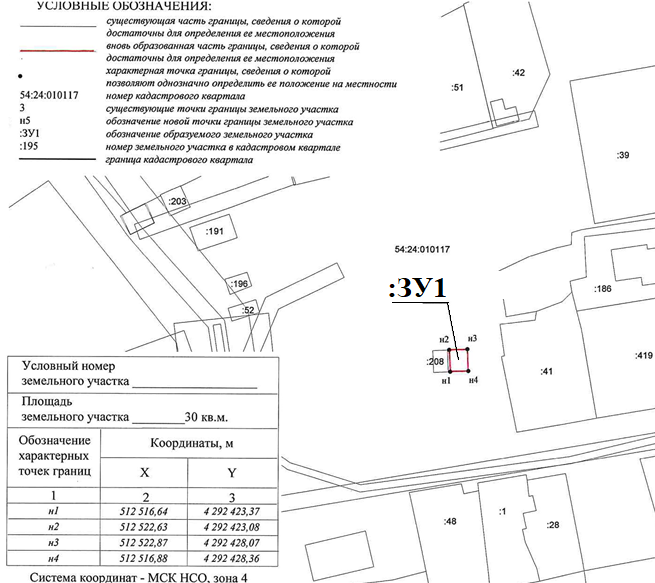 УСЛОВНЫЕ ОБОЗНАЧЕНИЯ:
существующая часть границы, сведения о которой
достаточны для определения ее местоположения
вновь образованная часть границы, сведения о которой
достаточны для определения ее местоположения
характерная точка границы, сведения о которой
позволяют однозначно определить ее положение на местности
54:24:010117 номер кадастрового квартала
3 существующие точки границы земельного участка
н5 обозначение новой точки границы земельного участка
:ЗУ1 обозначение образуемого земельного участка
:195 номер земельного участка в кадастровом квартале
граница кадастрового квартала
:42
:51
:39
:203
:191
54:24:010117
:196
:ЗУ1
:186
:52
н2 н3
:208
:41
:419
н1 н4
Условный номер
земельного участка
Площадь
земельного участка 30 кв.м.
Обозначение
характерных
точек границ
Координаты, м
X Y
1 2 3
н1 512 516,64 4 292 423,37
н2 512 522,63 4 292 423,08
н3 512 522,87 4 292 428,07
н4 512 516,88 4 292 428,36
:48
:1
:28
Система координат - МСК НСО, зона 4